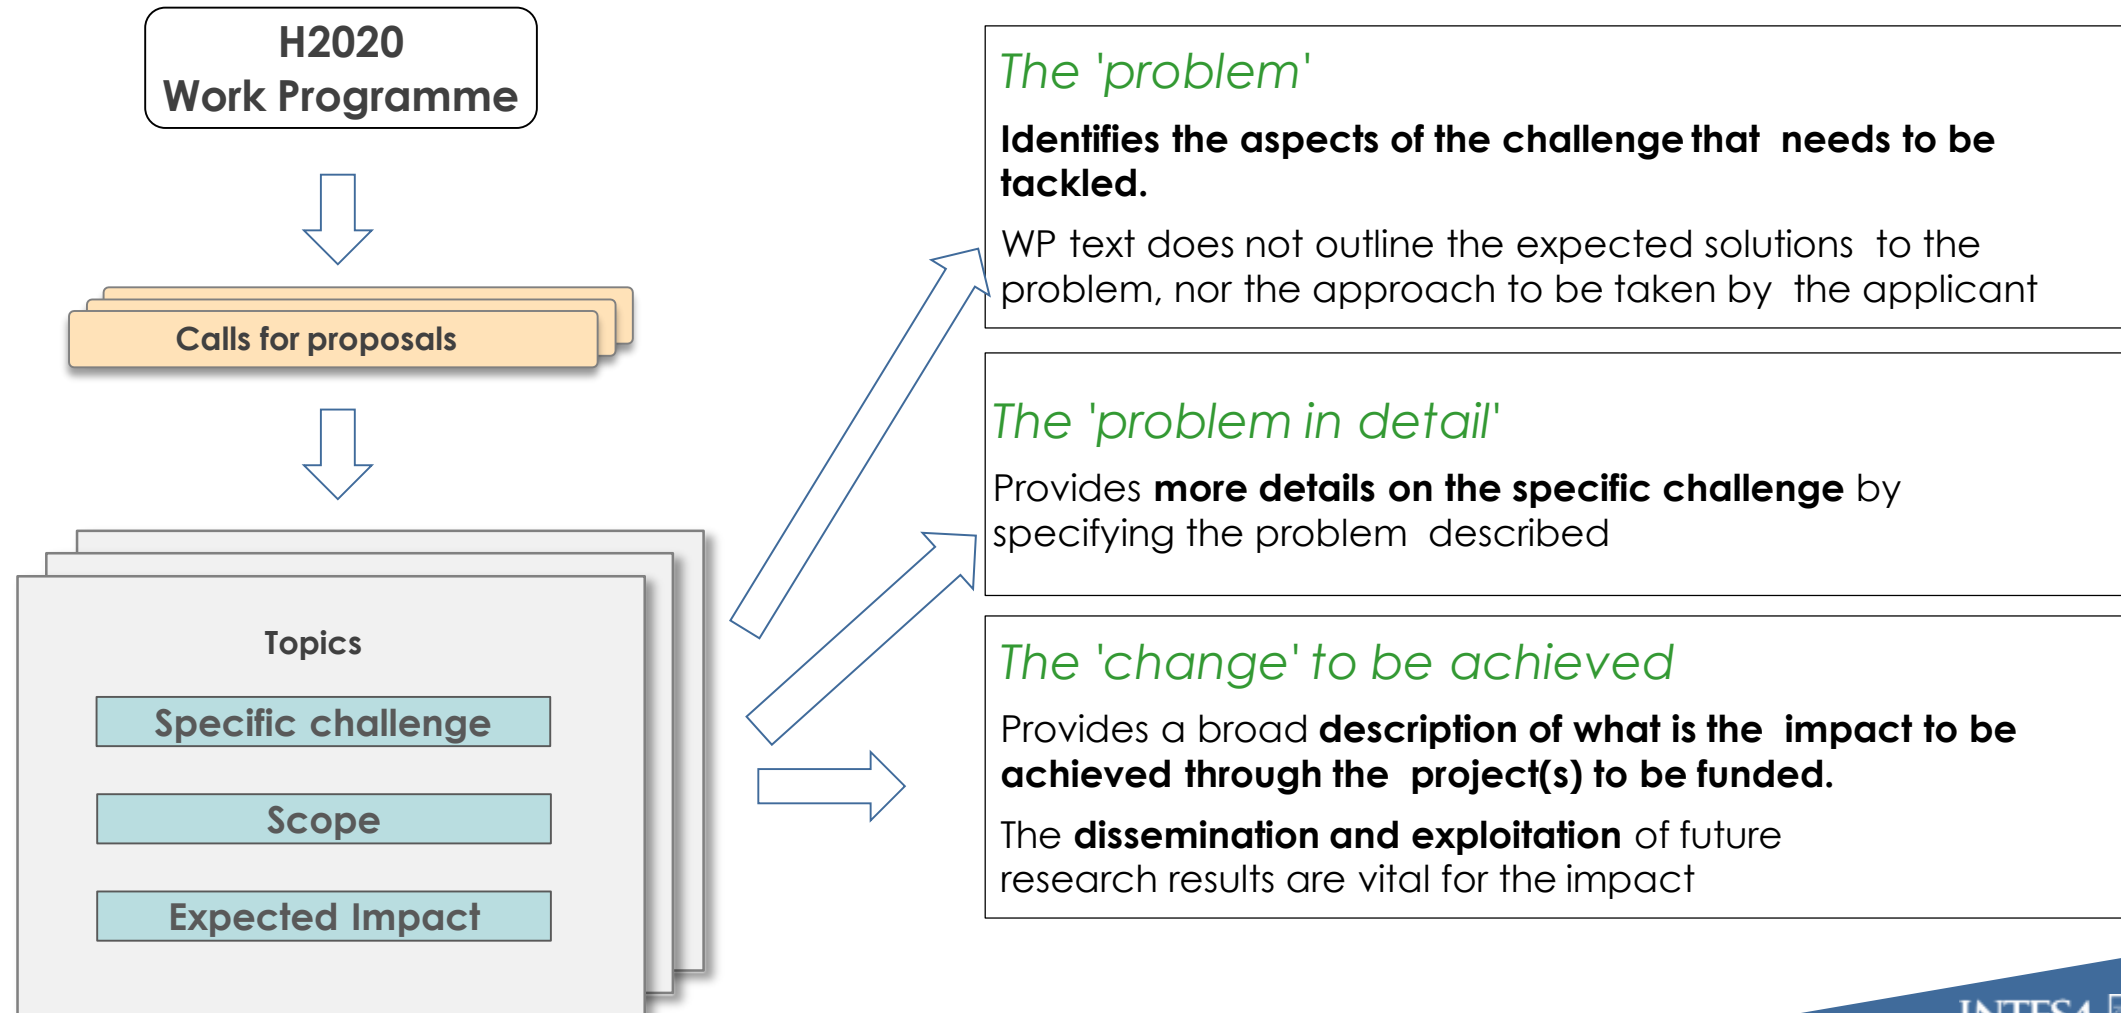 H2020
Work Programme
Calls for proposals
Topics
Specific challenge
Scope
Expected Impact
The 'problem'
Identifies the aspects of the challenge that needs to be
tackled.
WP text does not outline the expected solutions to the
problem, nor the approach to be taken by the applicant
The 'problem in detail'
Provides more details on the specific challenge by
specifying the problem described
The 'change' to be achieved
Provides a broad description of what is the impact to be
achieved through the project(s) to be funded.
The dissemination and exploitation of future
research results are vital for the impact
INTESA